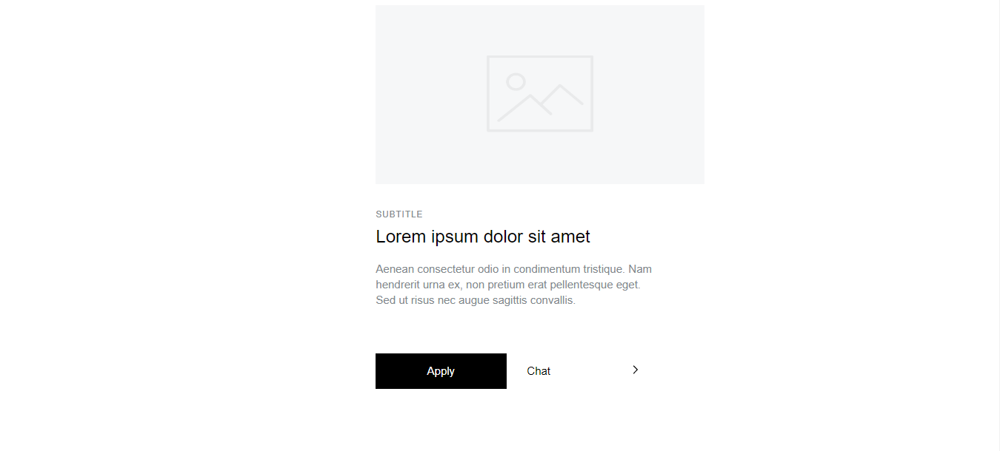 SUBTITLE
Lorem ipsum dolor sit amet
Aenean consectetur odio in condimentum tristique. Nam
hendrerit urna ex, non pretium erat pellentesque eget.
Sed ut risus nec augue sagittis convallis.
Apply
Chat